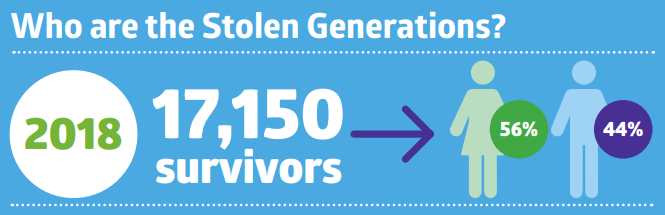 Who are the Stolen Generations?
2018
17,150
survivors
56%
44%